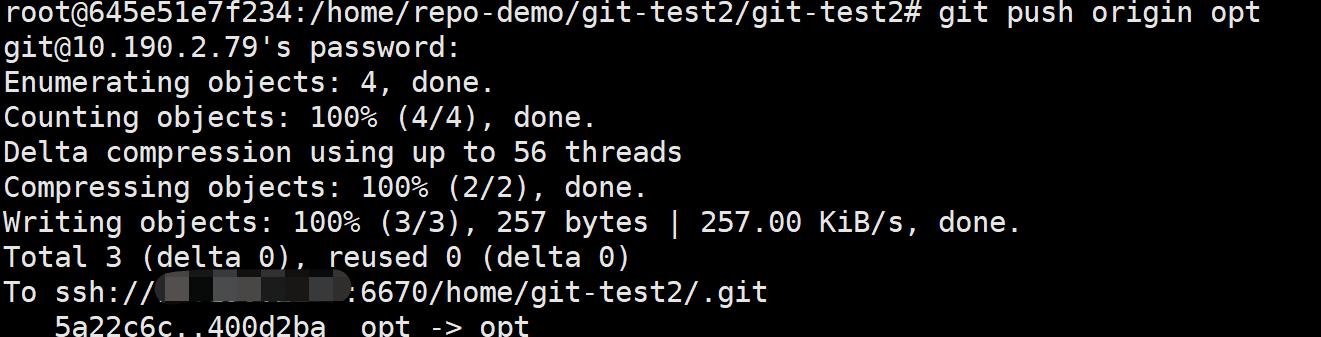 root@645e51e7f234:/home/repo-demo/git-test2/git-test2# git push origin opt
git@10.190.2.79's password:
Enumerating objects: 4, done.
Counting objects: 100% (4/4), done.
Delta compression using up to 56 threads
Compressing objects: 100% (2/2), done.
Writing objects: 100% (3/3), 257 bytes | 257.00 KiB/s, done.
Total 3 (delta 0), reused 0 (delta 0)
To ssh://:6670/home/git-test2/.git
5a22c6c..400d2ba  opt -> opt